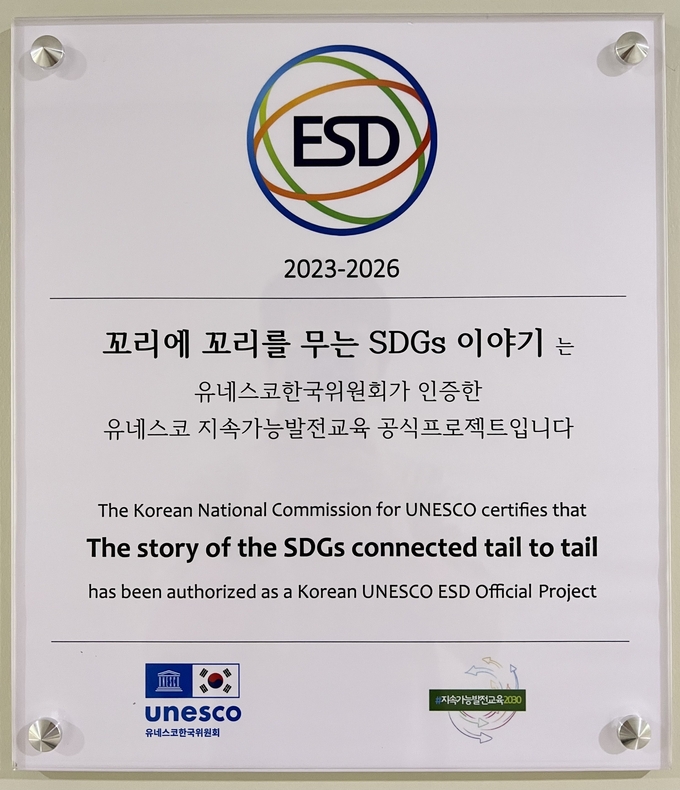 ESD
2023-2026
꼬리에 꼬리를 무는 SDGs 이야기 는
유네스코한국위원회가 인증한
유네스코 지속가능발전교육 공식프로젝트입니다
The Korean National Commission for UNESCO certifies that
The story of the SDGs connected tail to tail
has been authorized as a Korean UNESCO ESD Official Project
unesco
유네스코한국위원회
#지속가능발전교육2030